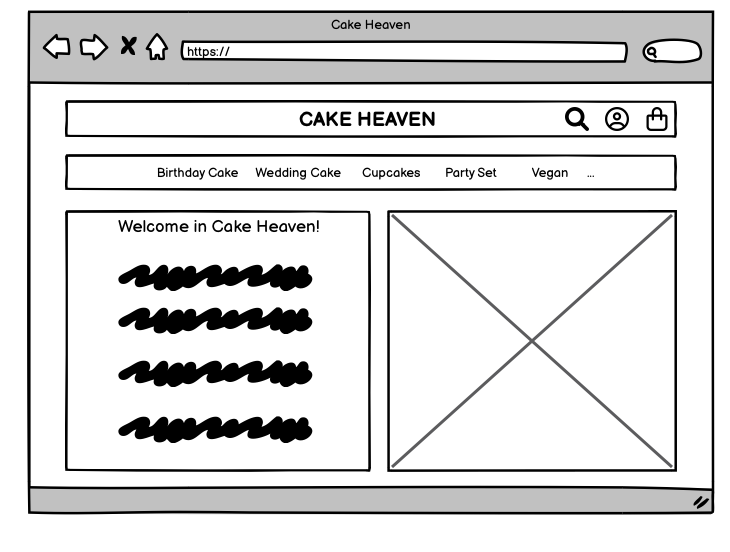 Cake Heaven
https://
CAKE HEAVEN
Birthday Cake Wedding Cake Cupcakes Party Set Vegan ...
Welcome in Cake Heaven!